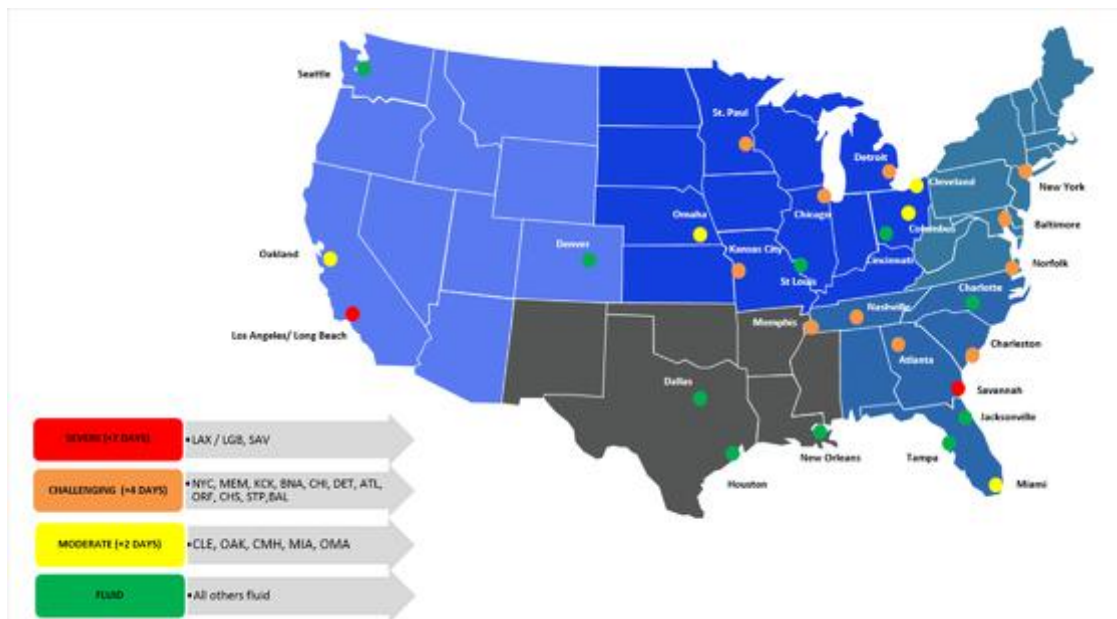 Seattle
St. Paul
Detroit
Cleveland
New York
Omaha
Chicago
Columbus
Baltimore
Oakland
Denver
Kansas City
Cincinnati
Norfolk
St Louis
Charlotte
Los Angeles/ Long Beach
Memphis
Nashville
Atlanta
Charleston
Dallas
Savannah
Jacksonville
New Orleans
Tampa
Houston
Miami
SEVERE (+7 DAYS)
•LAX / LGB, SAV
CHALLENGING (+4 DAYS)
•NYC, MEM, KCK, BNA, CHI, DET, ATL,
ORF, CHS, STP,BAL
MODERATE (+2 DAYS)
•CLE, OAK, CMH, MIA, OMA
FLUID
•All others fluid